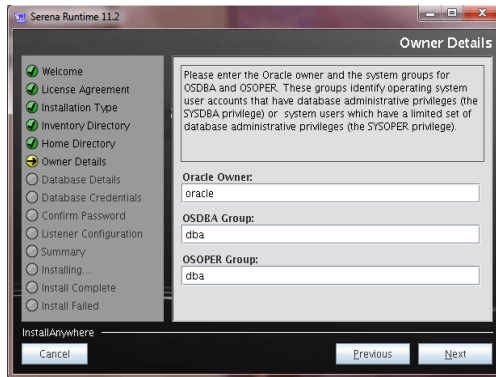 Serena Runtime 11.2
Owner Details
Welcome
License Agreement
Installation Type
Inventory Directory
Home Directory
Owner Details
Database Details
Database Credentials
Confirm Password
Listener Configuration
Summary
Installing...
Install Complete
Install Failed
Please enter the Oracle owner and the system groups for
OSDBA and OSOPER. These groups identify operating system
user accounts that have database administrative privileges (the
SYSDBA privilege) or system users which have a limited set of
database administrative privileges (the SYSOPER privilege).
Oracle Owner:
oracle
OSDBA Group:
dba
OSOPER Group:
dba
InstallAnywhere
Cancel
Previous
Next